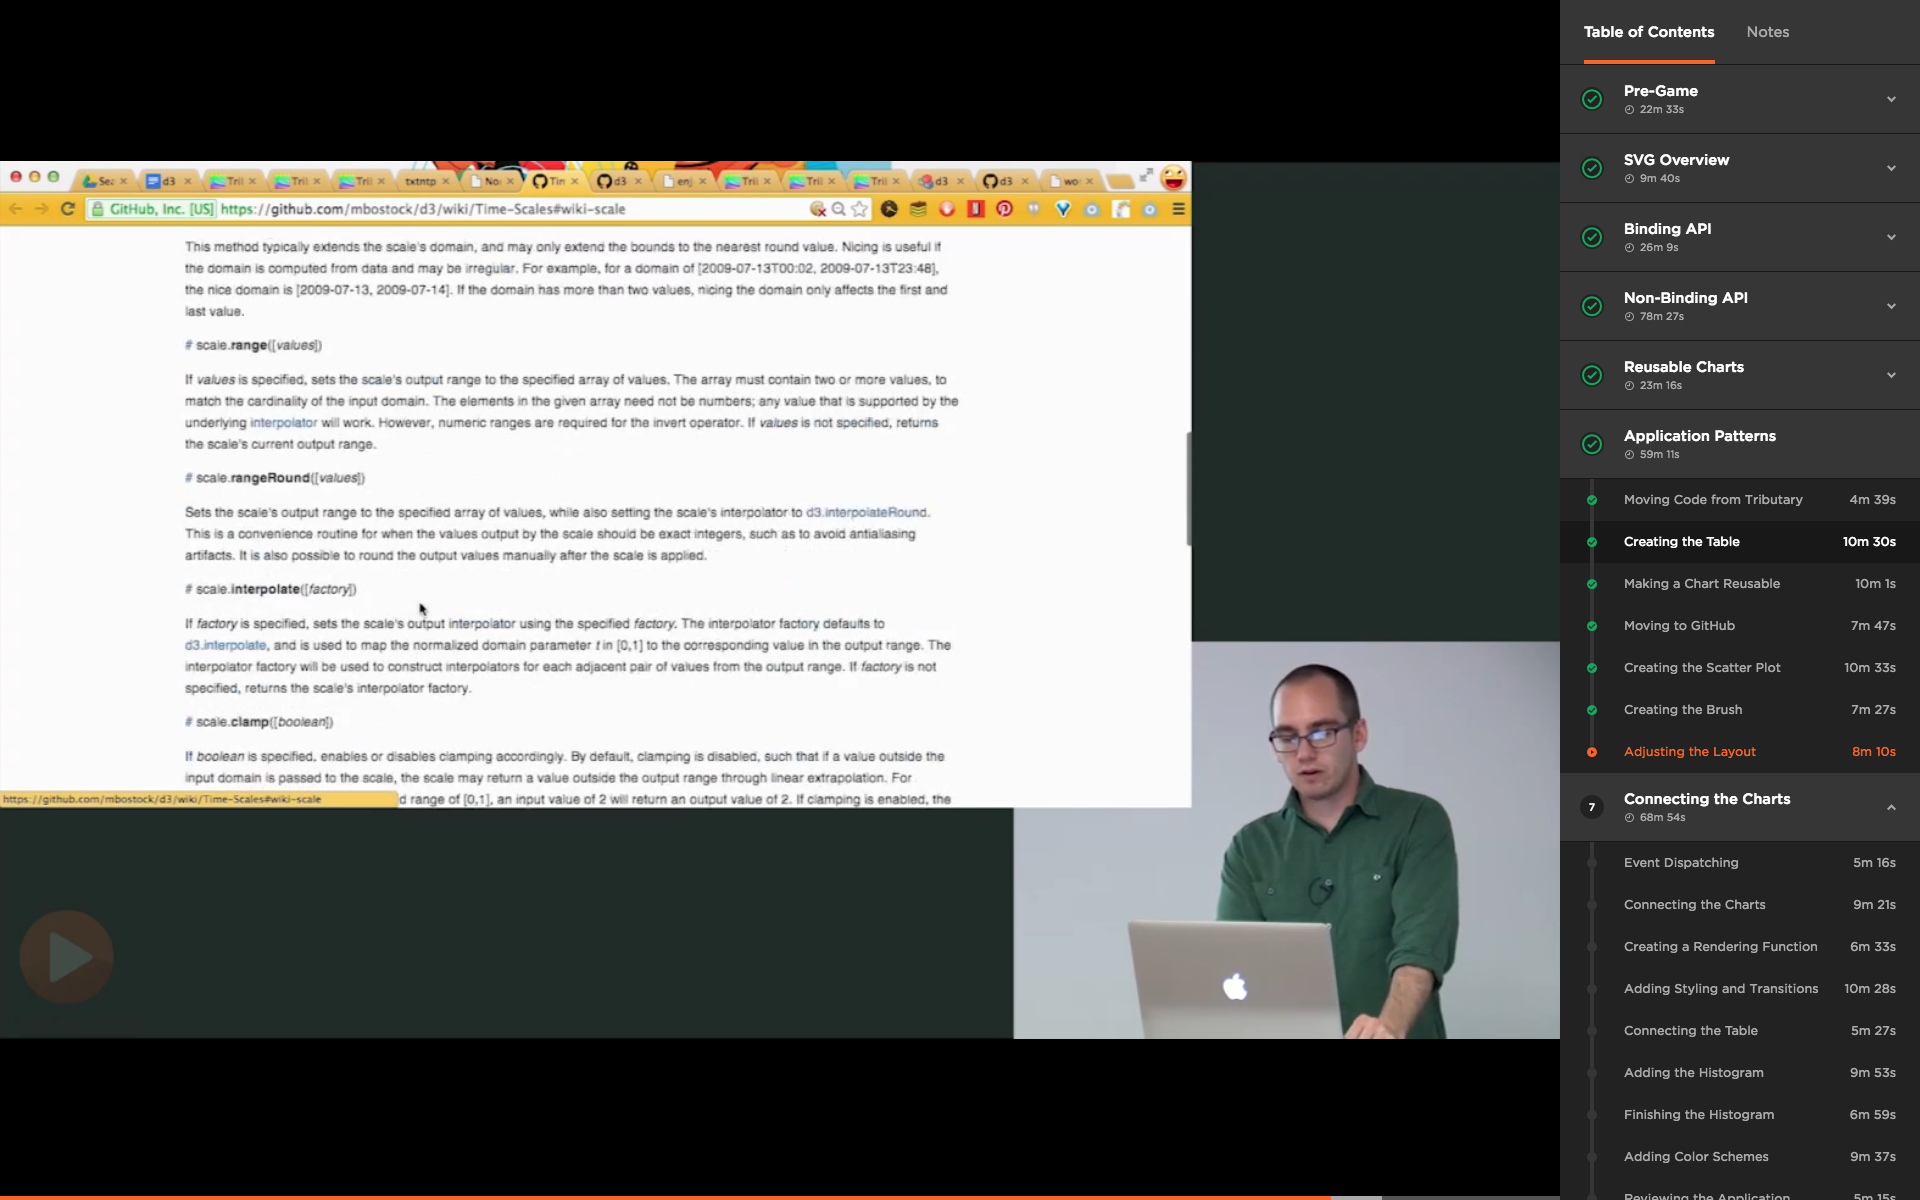 Sea
d3
Tril
Tril
Tril
txtntp
No
Tim
d3
enj
Tril
Tril
Tril
d3
d3
wo
GitHub, Inc. [US] https://github.com/mbostock/d3/wiki/Time-Scales#wiki-scale
This method typically extends the scale's domain, and may only extend the bounds to the nearest round value. Nicing is useful if
the domain is computed from data and may be irregular. For example, for a domain of [2009-07-13T00:02, 2009-07-13T23:48],
the nice domain is [2009-07-13, 2009-07-14]. If the domain has more than two values, nicing the domain only affects the first and
last value.
# scale.range([values])
If values is specified, sets the scale's output range to the specified array of values. The array must contain two or more values, to
match the cardinality of the input domain. The elements in the given array need not be numbers; any value that is supported by the
underlying interpolator will work. However, numeric ranges are required for the invert operator. If values is not specified, returns
the scale's current output range.
# scale.rangeRound([values])
Sets the scale's output range to the specified array of values, while also setting the scale's interpolator to d3.interpolateRound.
This is a convenience routine for when the values output by the scale should be exact integers, such as to avoid antialiasing
artifacts. It is also possible to round the output values manually after the scale is applied.
# scale.interpolate([factory])
If factory is specified, sets the scale's output interpolator using the specified factory. The interpolator factory defaults to
d3.interpolate, and is used to map the normalized domain parameter t in [0,1] to the corresponding value in the output range. The
interpolator factory will be used to construct interpolators for each adjacent pair of values from the output range. If factory is not
specified, returns the scale's interpolator factory.
# scale.clamp([boolean])
If boolean is specified, enables or disables clamping accordingly. By default, clamping is disabled, such that if a value outside the
input domain is passed to the scale, the scale may return a value outside the output range through linear extrapolation. For
https://github.com/mbostock/d3/wiki/Time-Scales#wiki-scale
d range of [0,1], an input value of 2 will return an output value of 2. If clamping is enabled, the
Table of Contents
Notes
Pre-Game
22m 33s
SVG Overview
9m 40s
Binding API
26m 9s
Non-Binding API
78m 27s
Reusable Charts
23m 16s
Application Patterns
59m 11s
Moving Code from Tributary 4m 39s
Creating the Table 10m 30s
Making a Chart Reusable 10m 1s
Moving to GitHub 7m 47s
Creating the Scatter Plot 10m 33s
Creating the Brush 7m 27s
Adjusting the Layout 8m 10s
7 Connecting the Charts
68m 54s
Event Dispatching 5m 16s
Connecting the Charts 9m 21s
Creating a Rendering Function 6m 33s
Adding Styling and Transitions 10m 28s
Connecting the Table 5m 27s
Adding the Histogram 9m 53s
Finishing the Histogram 6m 59s
Adding Color Schemes 9m 37s
Reviewing the Application 5m 15s